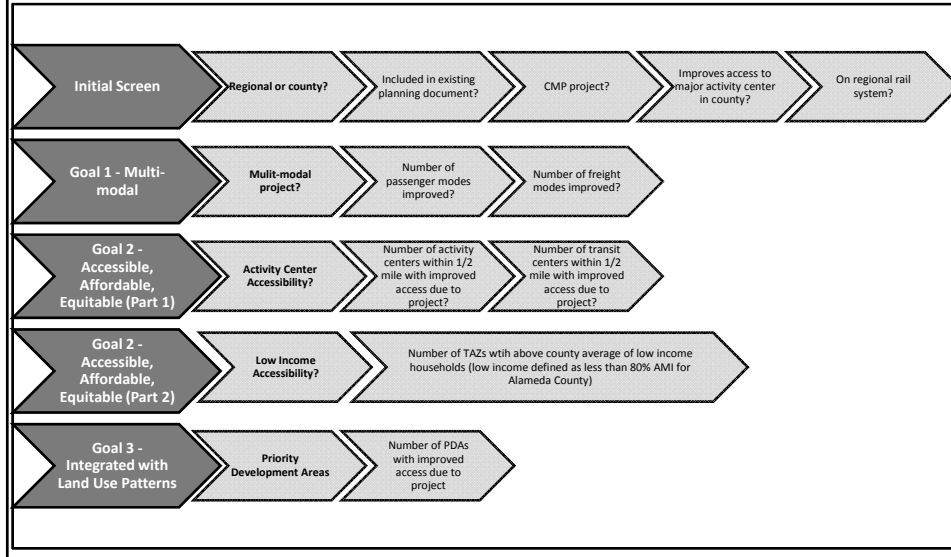 Initial Screen
Regional or county?
Included in existing
planning document?
CMP project?
Improves access to
major activity center
in county?
On regional rail
system?
Goal 1 - Multi-
modal
Mulit-modal
project?
Number of
passenger modes
improved?
Number of freight
modes improved?
Goal 2 -
Accessible,
Affordable,
Equitable (Part 1)
Activity Center
Accessibility?
Number of activity
centers within 1/2
mile with improved
access due to
project?
Number of transit
centers within 1/2
mile with improved
access due to
project?
Goal 2 -
Accessible,
Affordable,
Equitable (Part 2)
Low Income
Accessibility?
Number of TAZs wtih above county average of low income
households (low income defined as less than 80% AMI for
Alameda County)
Goal 3 -
Integrated with
Land Use Patterns
Priority
Development Areas
Number of PDAs
with improved
access due to
project